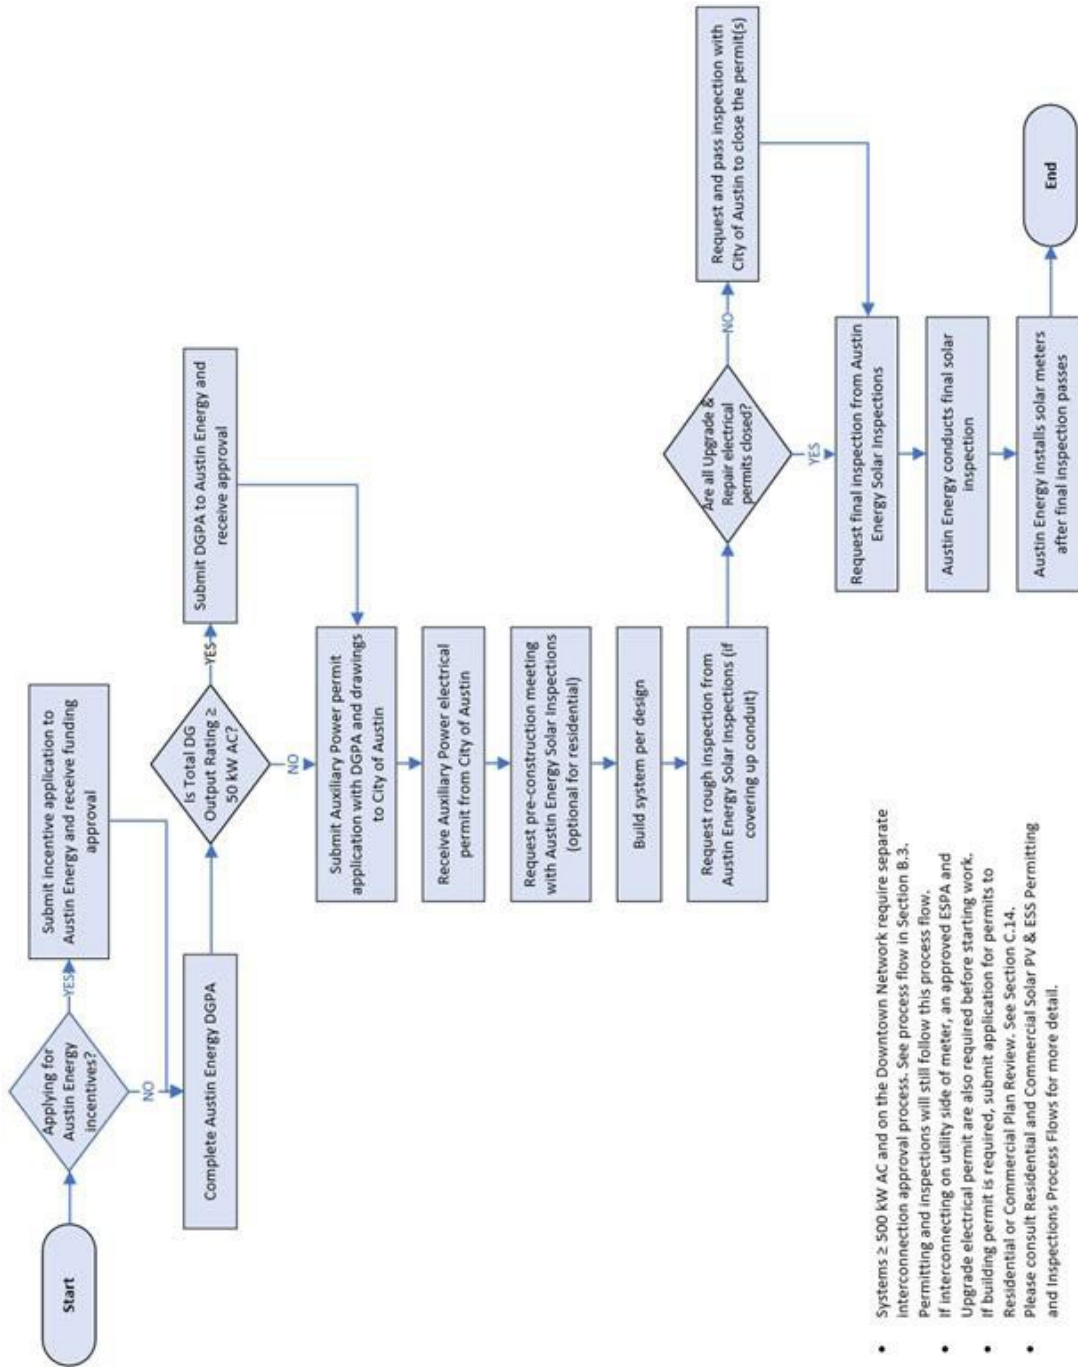 Start
Applying for
Austin Energy
incentives?
YES
Submit incentive application to
Austin Energy and receive funding
approval
NO
Complete Austin Energy DGPA
Is Total DG
Output Rating ≥
50 kW AC?
YES
Submit DGPA to Austin Energy and
receive approval
NO
Submit Auxiliary Power permit
application with DGPA and drawings
to City of Austin
Receive Auxiliary Power electrical
permit from City of Austin
Request pre-construction meeting
with Austin Energy Solar Inspections
(optional for residential)
Build system per design
Request rough inspection from
Austin Energy Solar Inspections (if
covering up conduit)
Are all Upgrade &
Repair electrical
permits closed?
NO
Request and pass inspection with
City of Austin to close the permit(s)
YES
Request final inspection from Austin
Energy Solar Inspections
Austin Energy conducts final solar
inspection
Austin Energy installs solar meters
after final inspection passes
End
• Systems ≥ 500 kW AC and on the Downtown Network require separate
interconnection approval process. See process flow in Section B.3.
Permitting and inspections will still follow this process flow.
• If interconnecting on utility side of meter, an approved ESPA and
Upgrade electrical permit are also required before starting work.
• If building permit is required, submit application for permits to
Residential or Commercial Plan Review. See Section C.14.
• Please consult Residential and Commercial Solar PV & ESS Permitting
and Inspections Process Flows for more detail.